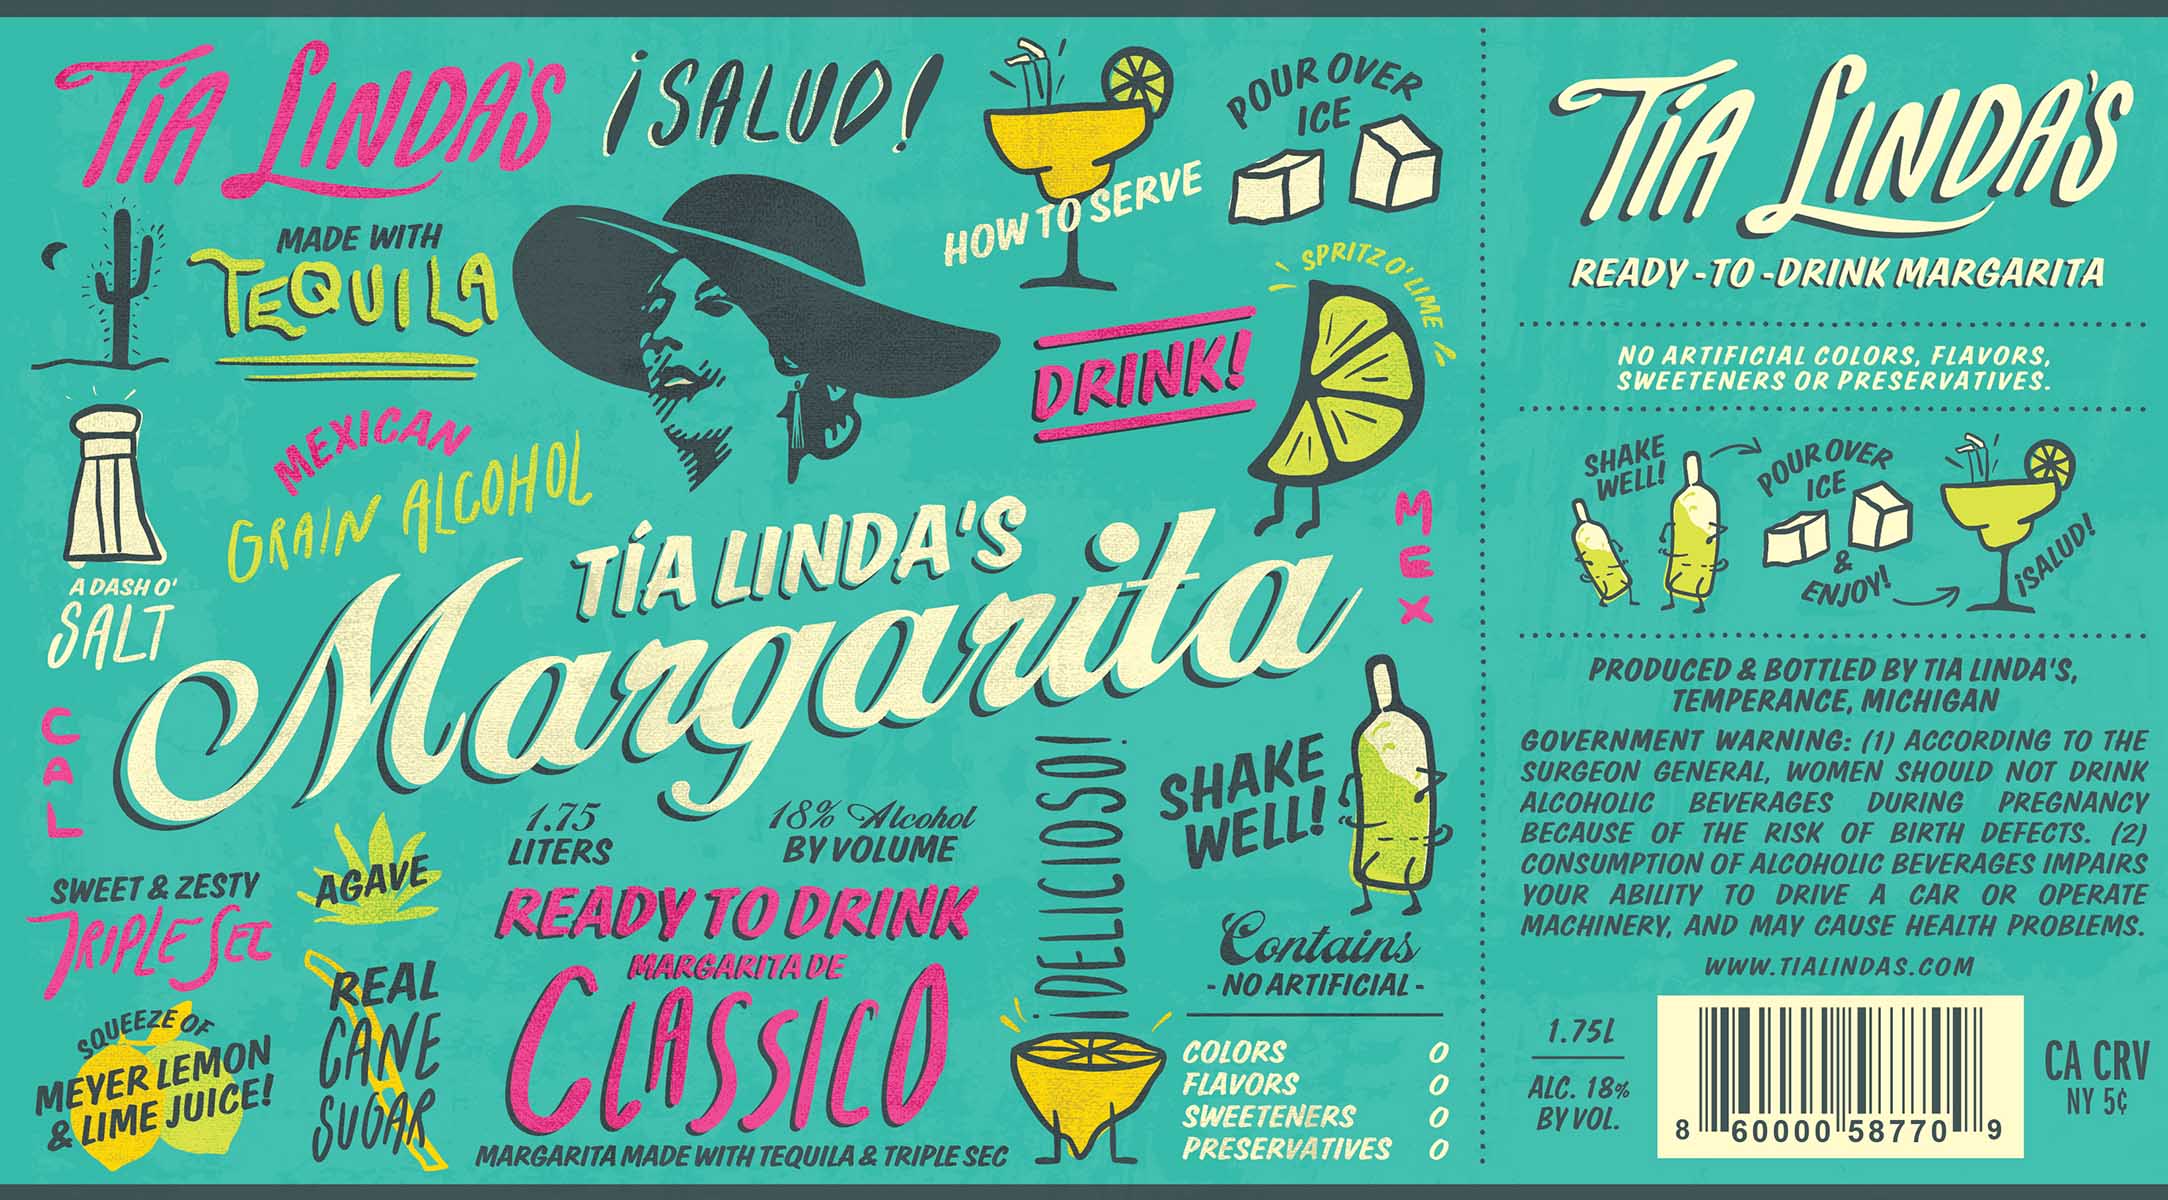 TÍA LINDA'S
¡SALUD!
HOW TO SERVE
POUR OVER
ICE
MADE WITH
TEQUILA
SPRITZ O' LIME
DRINK!
MEXICAN
GRAIN ALCOHOL
A DASH O'
SALT
MEX
TÍA LINDA'S
Margarita
CAL
1.75
LITERS
18% Alcohol
BY VOLUME
¡DELICIOSO!
SHAKE
WELL!
SWEET & ZESTY
TRIPLE SEC
AGAVE
READY TO DRINK
MARGARITA DE
CLASSICO
MARGARITA MADE WITH TEQUILA & TRIPLE SEC
SQUEEZE OF
MEYER LEMON
& LIME JUICE!
REAL
CANE
SUGAR
Contains
- NO ARTIFICIAL -
COLORS 0
FLAVORS 0
SWEETENERS 0
PRESERVATIVES 0
TÍA LINDA'S
READY-TO-DRINK MARGARITA
NO ARTIFICIAL COLORS, FLAVORS,
SWEETENERS OR PRESERVATIVES.
SHAKE
WELL!
POUR OVER
ICE
&
ENJOY!
¡SALUD!
PRODUCED & BOTTLED BY TIA LINDA'S,
TEMPERANCE, MICHIGAN
GOVERNMENT WARNING: (1) ACCORDING TO THE
SURGEON GENERAL, WOMEN SHOULD NOT DRINK
ALCOHOLIC BEVERAGES DURING PREGNANCY
BECAUSE OF THE RISK OF BIRTH DEFECTS. (2)
CONSUMPTION OF ALCOHOLIC BEVERAGES IMPAIRS
YOUR ABILITY TO DRIVE A CAR OR OPERATE
MACHINERY, AND MAY CAUSE HEALTH PROBLEMS.
WWW.TIALINDAS.COM
1.75L
ALC. 18%
BY VOL.
8 60000 58770 9
CA CRV
NY 5¢